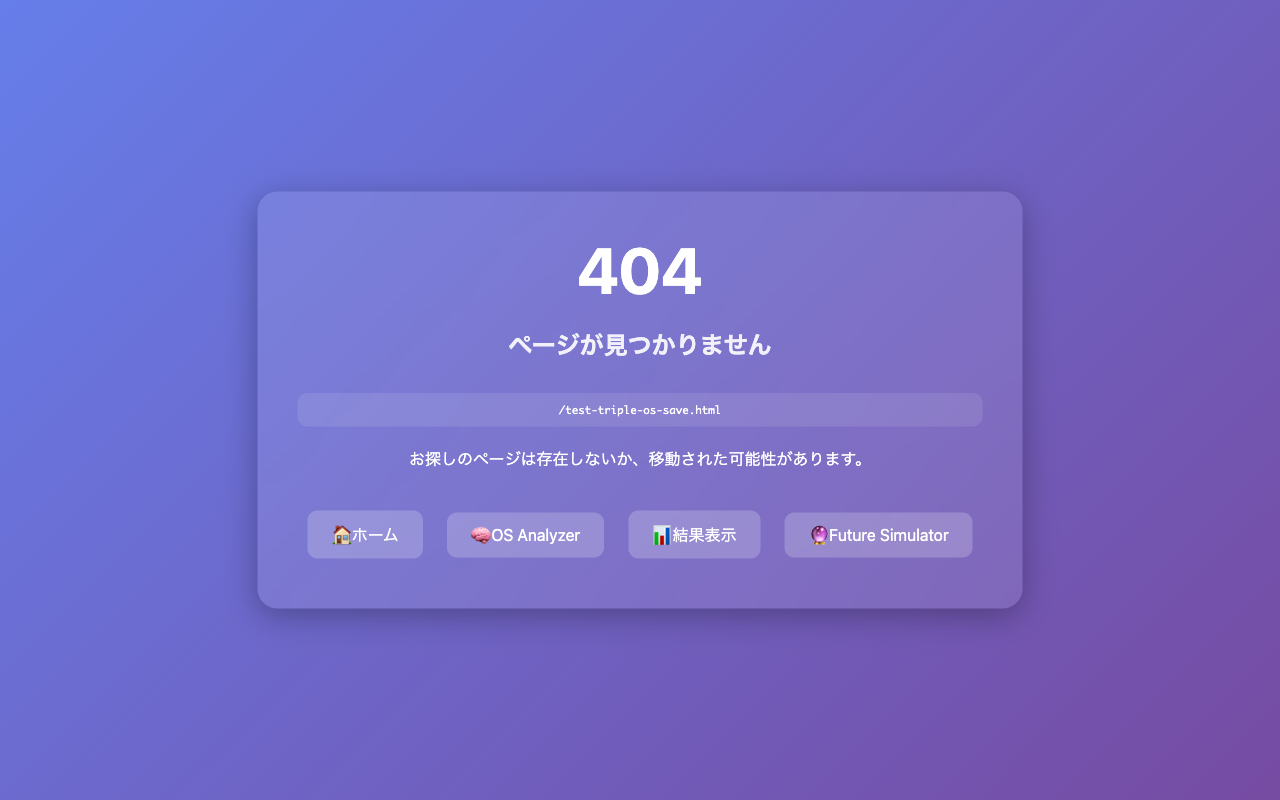 404
ページが見つかりません
/test-triple-os-save.html
お探しのページは存在しないか、移動された可能性があります。
🏠ホーム 🧠OS Analyzer 📊結果表示 🔮Future Simulator